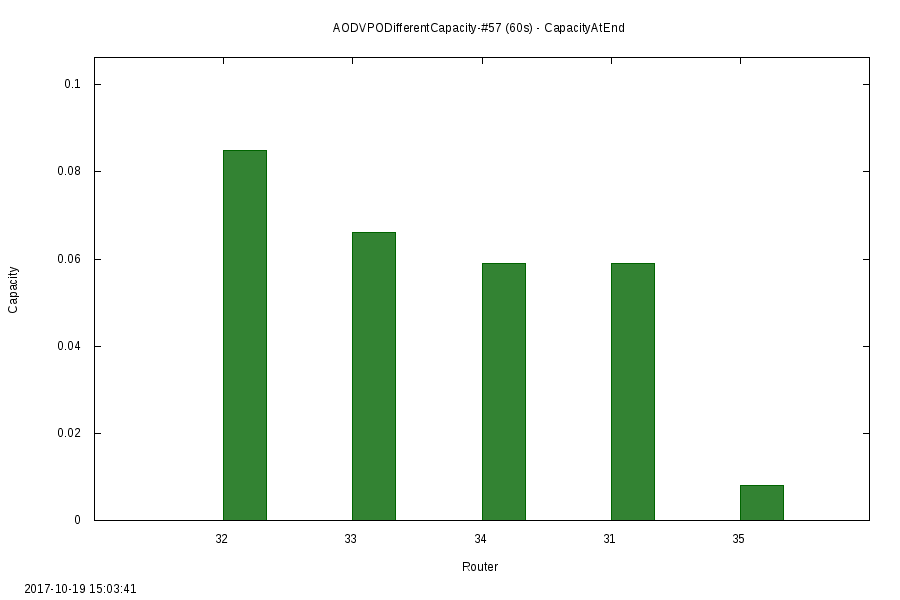 AODVPODifferentCapacity-#57 (60s) - CapacityAtEnd
0.1
0.08
0.06
0.04
0.02
0
Capacity
32 33 34 31 35
Router
2017-10-19 15:03:41